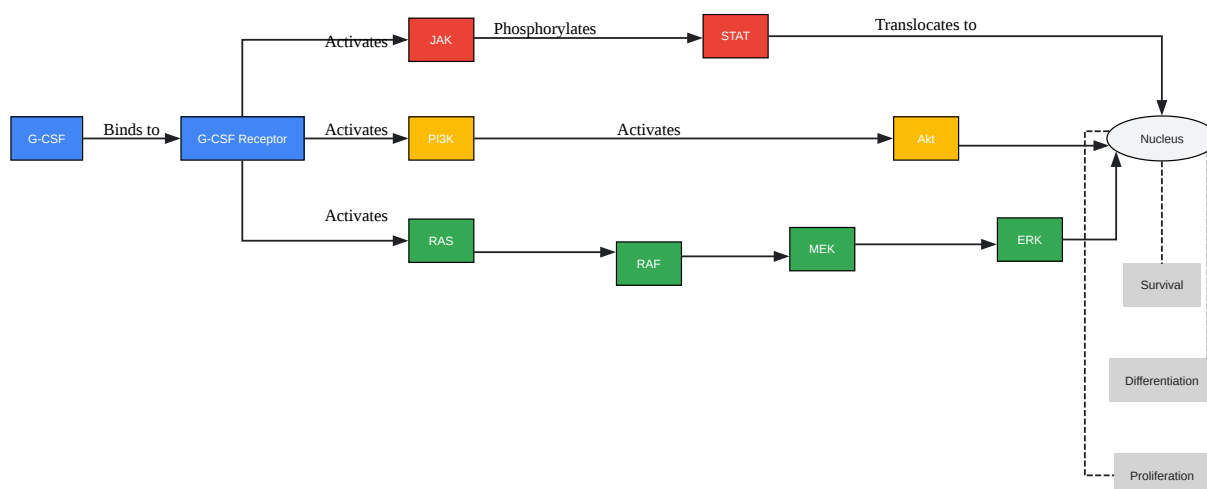 Translocates to
Phosphorylates
STAT
JAK
Activates
G-CSF
Binds to
G-CSF Receptor
Activates
PI3K
Activates
Akt
Nucleus
Activates
RAS
RAF
MEK
ERK
Survival
Differentiation
Proliferation